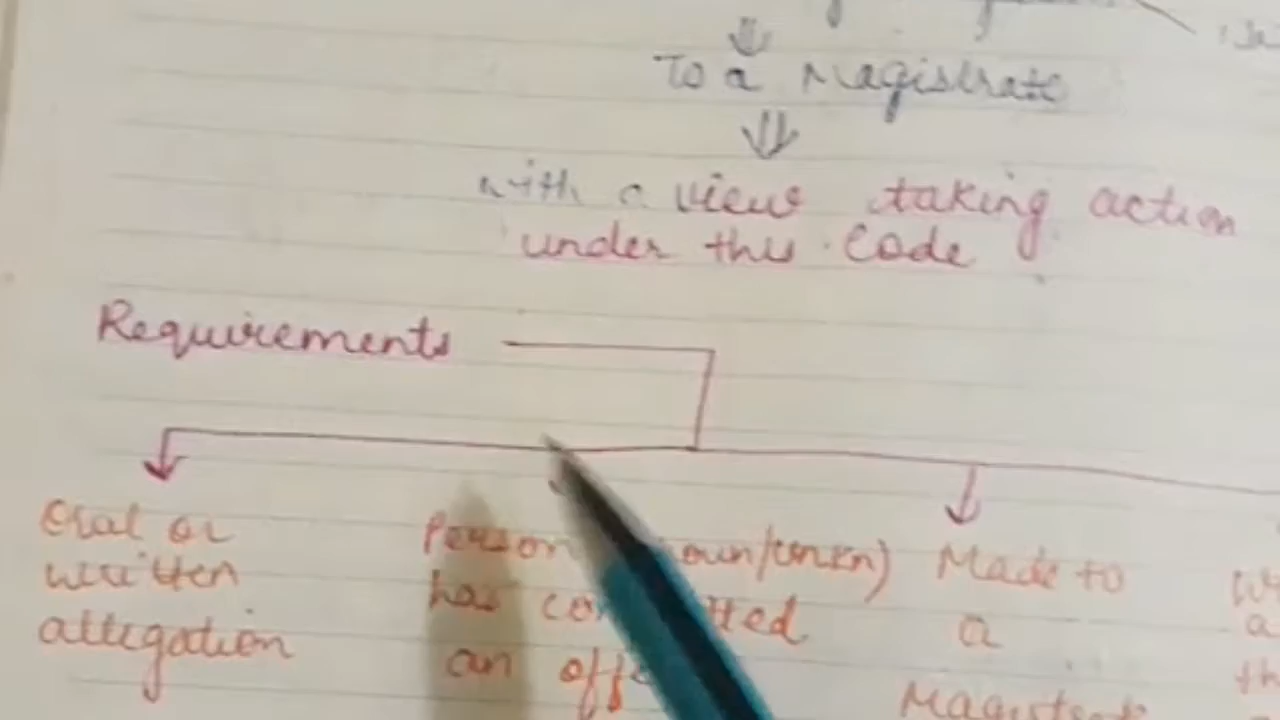 To a Magistrate
with a view taking action
under this Code
Requirements
Oral or
written
allegation
Person
has
an
Made to
a
Magistrate